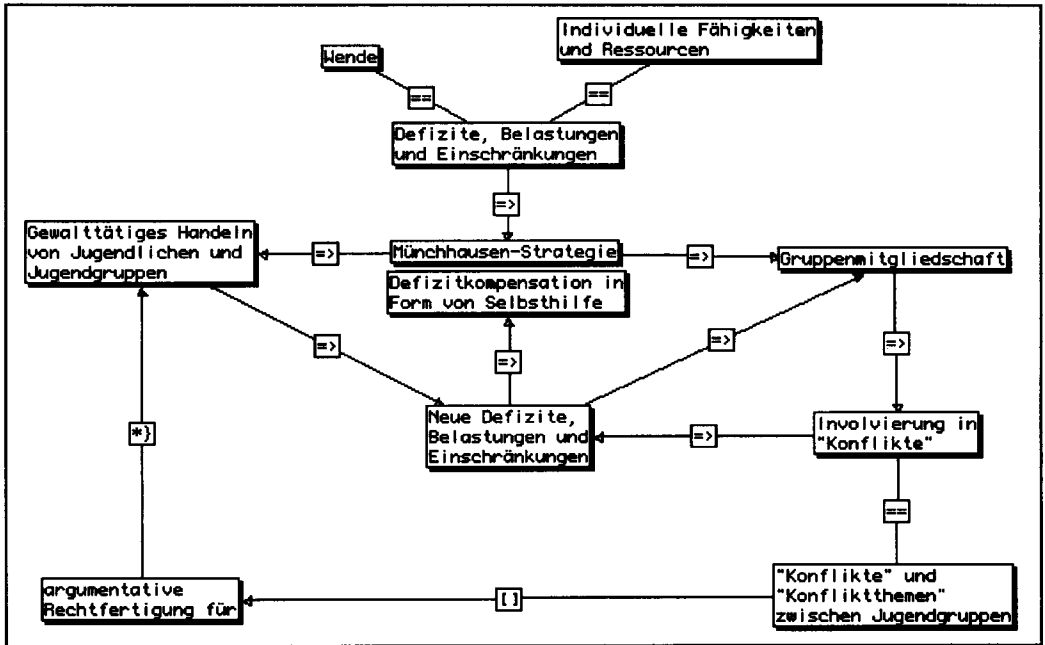 Individuelle Fähigkeiten
und Ressourcen
Wende
==
==
Defizite, Belastungen
und Einschränkungen
=>
Gewalttätiges Handeln
von Jugendlichen und
Jugendgruppen
=>
Münchhausen-Strategie
=>
Gruppenmitgliedschaft
Defizitkompensation in
Form von Selbsthilfe
=>
=>
=>
=>
Neue Defizite,
Belastungen und
Einschränkungen
=>
Involvierung in
"Konflikte"
*}
==
argumentative
Rechtfertigung für
[]
"Konflikte" und
"Konfliktthemen"
zwischen Jugendgruppen